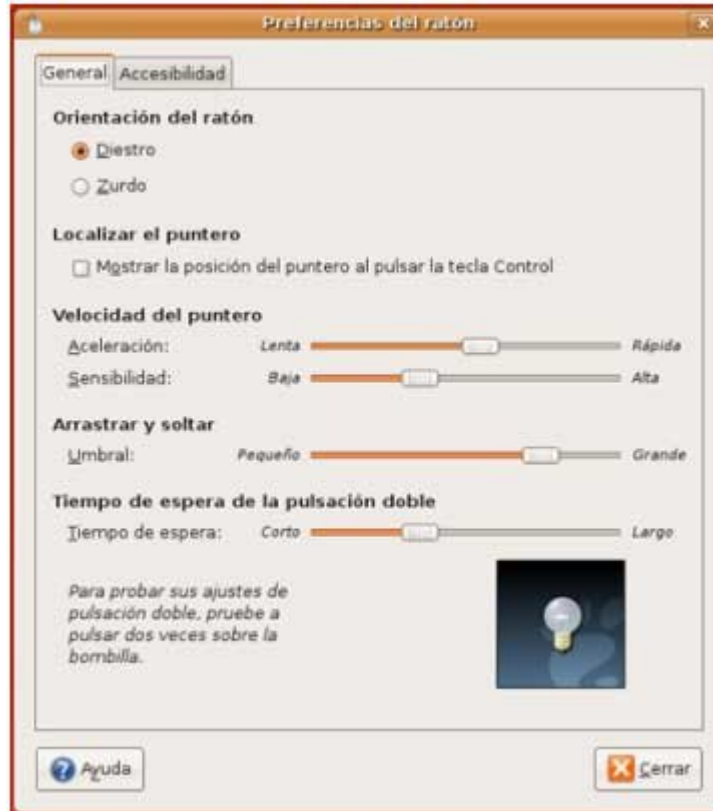 Preferencias del ratón
General Accesibilidad
Orientación del ratón
Diestro
Zurdo
Localizar el puntero
Mostrar la posición del puntero al pulsar la tecla Control
Velocidad del puntero
Aceleración: Lenta Rápida
Sensibilidad: Baja Alta
Arrastrar y soltar
Umbral: Pequeño Grande
Tiempo de espera de la pulsación doble
Tiempo de espera: Corto Largo
Para probar sus ajustes de
pulsación doble, pruebe a
pulsar dos veces sobre la
bombilla.
Ayuda Cerrar